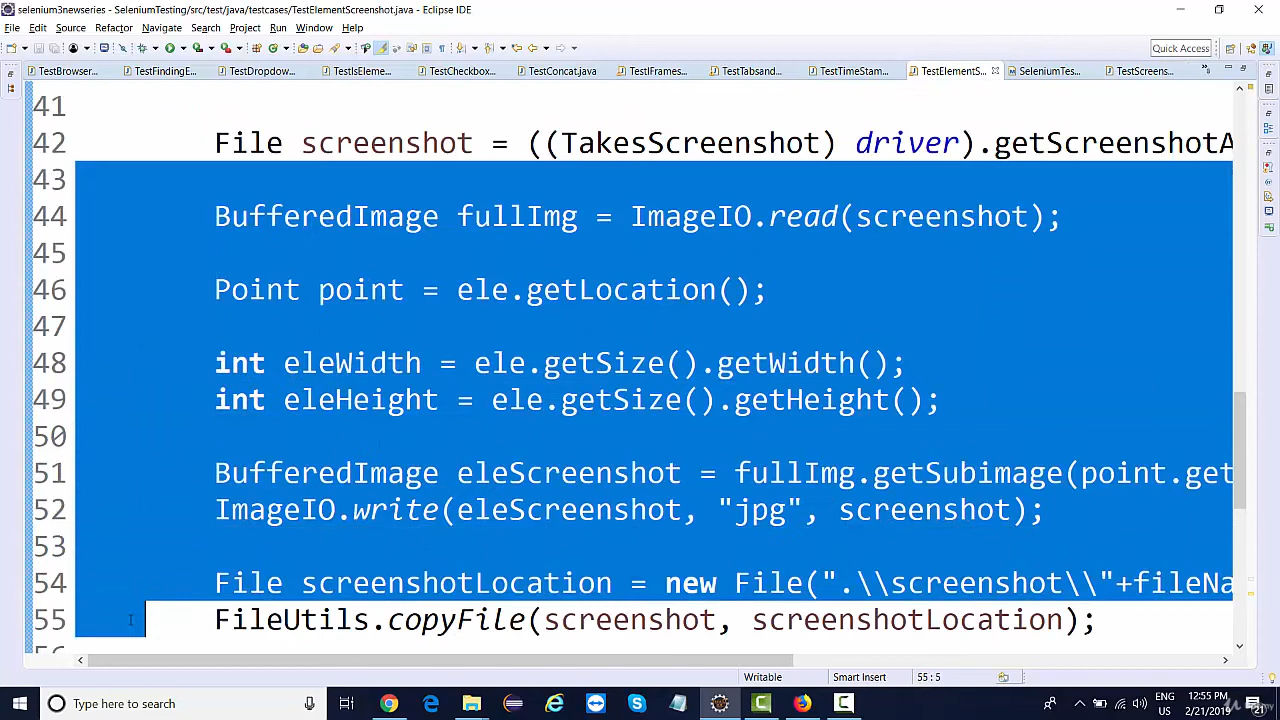 selenium3newseries - SeleniumTesting/src/test/java/testcases/TestElementScreenshot.java - Eclipse IDE
File Edit Source Refactor Navigate Search Project Run Window Help
Quick Access
TestBrowser... TestFindingE... TestDropdow... TestIsEleme... TestCheckbox... TestConcat.java TestIFrames... TestTabsand... TestTimeStam... TestElementS... SeleniumTes... TestScreens...
41
42 File screenshot = ((TakesScreenshot) driver).getScreenshotA
43
44 BufferedImage fullImg = ImageIO.read(screenshot);
45
46 Point point = ele.getLocation();
47
48 int eleWidth = ele.getSize().getWidth();
49 int eleHeight = ele.getSize().getHeight();
50
51 BufferedImage eleScreenshot = fullImg.getSubimage(point.get
52 ImageIO.write(eleScreenshot, "jpg", screenshot);
53
54 File screenshotLocation = new File(".\\screenshot\\"+fileNa
55 FileUtils.copyFile(screenshot, screenshotLocation);
Writable Smart Insert 55 : 5
Type here to search
ENG
US
12:55 PM
2/21/2019